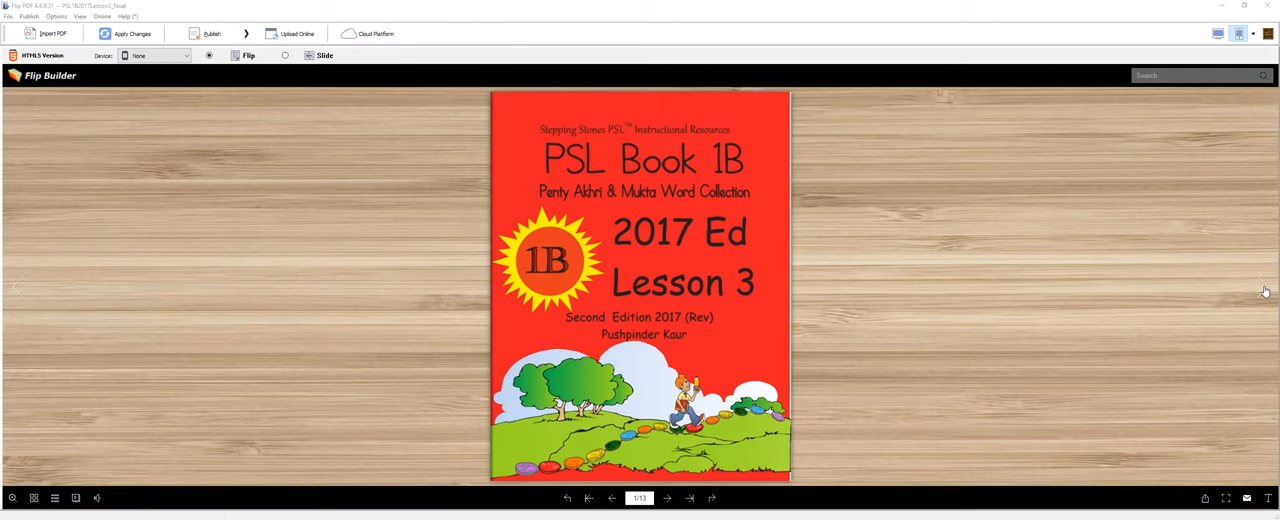 Flip PDF 4.4.9.31 -- PSL1B2017Lesson3_Nxat
File Publish Options View Online Help (*)
Import PDF Apply Changes Publish Upload Online Cloud Platform
HTML5 Version Device: None Flip Slide
Flip Builder Search
Stepping Stones PSL™ Instructional Resources
PSL Book 1B
Penty Akhri & Mukta Word Collection
2017 Ed
1B
Lesson 3
Second Edition 2017 (Rev)
Pushpinder Kaur
1/13